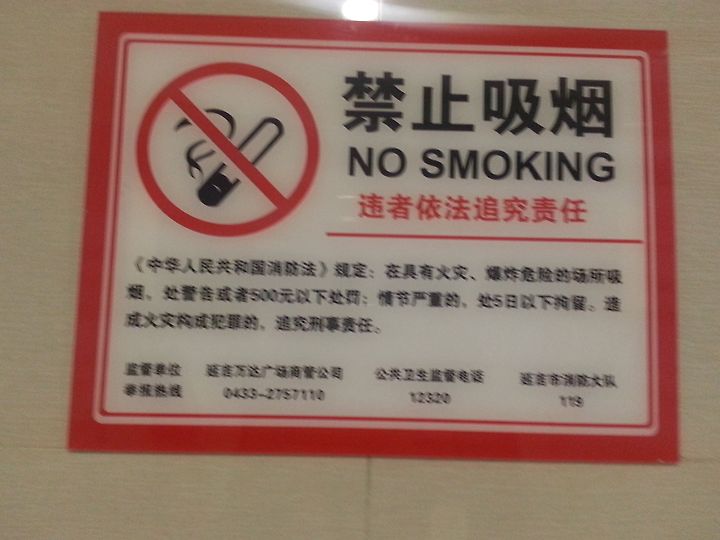 禁止吸烟
NO SMOKING
违者依法追究责任
《中华人民共和国消防法》规定：在具有火灾、爆炸危险的场所吸
烟，处警告或者500元以下处罚；情节严重的，处5日以下拘留。造
成火灾构成犯罪的，追究刑事责任。
监督单位 延吉万达广场商管公司 公共卫生监督电话 延吉市消防大队
举报热线 0433-2757110 12320 119